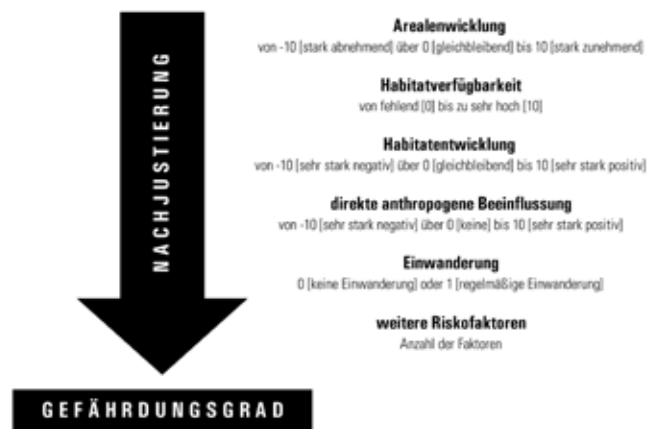 Arealenwicklung
von -10 [stark abnehmend] über 0 [gleichbleibend] bis 10 [stark zunehmend]
Habitatverfügbarkeit
von fehlend [0] bis zu sehr hoch [10]
Habitatentwicklung
von -10 [sehr stark negativ] über 0 [gleichbleibend] bis 10 [sehr stark positiv]
direkte anthropogene Beeinflussung
von -10 [sehr stark negativ] über 0 [keine] bis 10 [sehr stark positiv]
Einwanderung
0 [keine Einwanderung] oder 1 [regelmäßige Einwanderung]
weitere Riskofaktoren
Anzahl der Faktoren
NACHJUSTIERUNG
GEFÄHRDUNGSGRAD